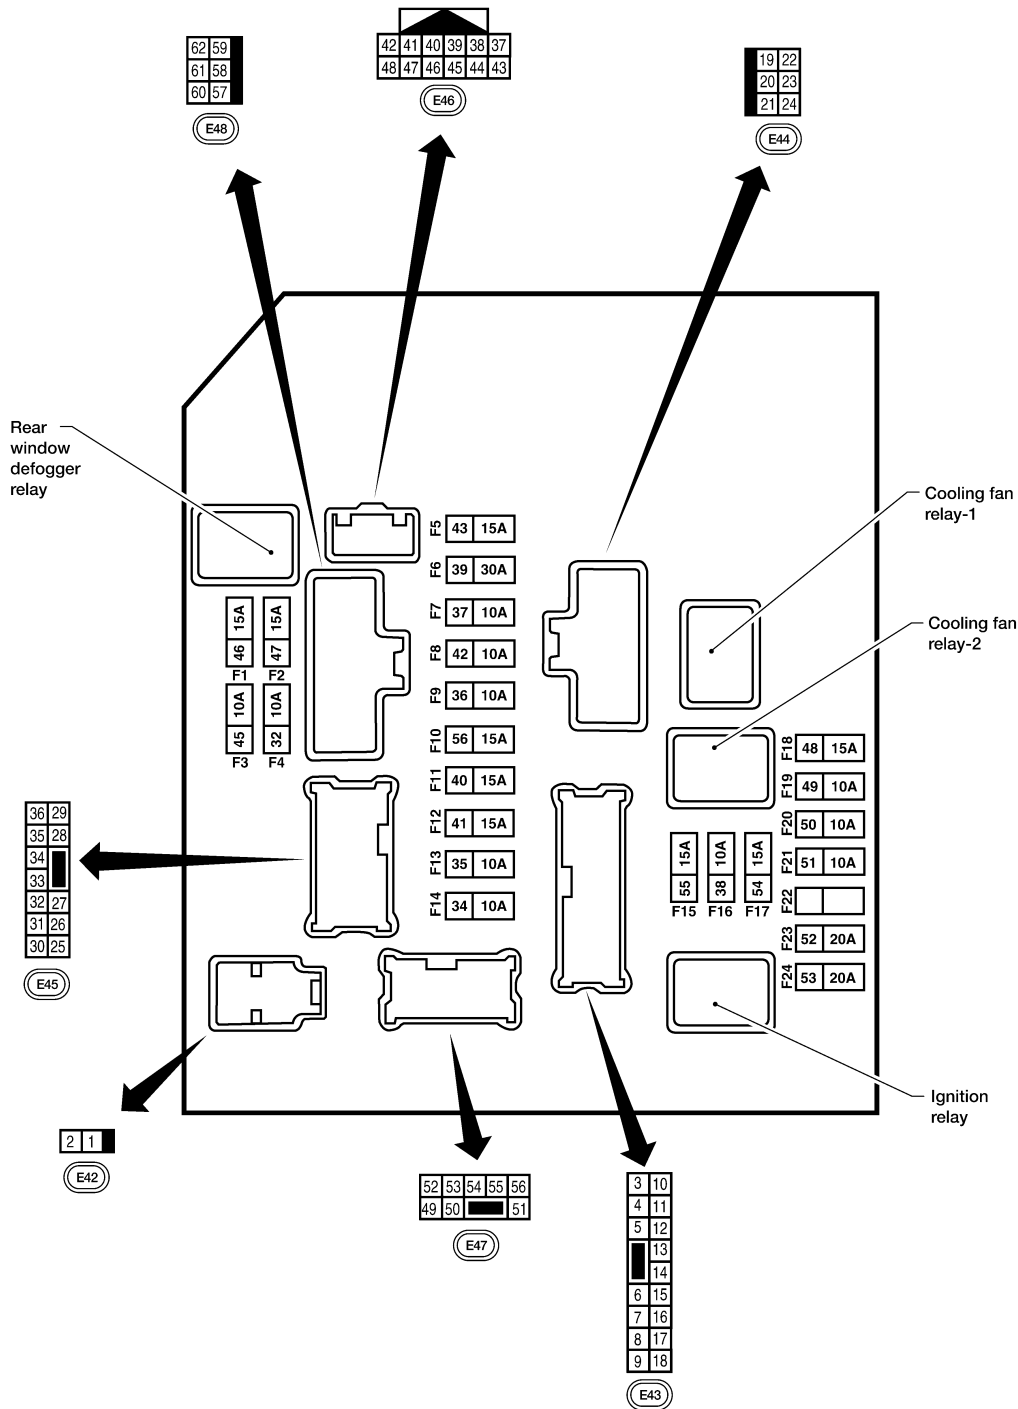 62 59
61 58
60 57
E48
42 41 40 39 38 37
48 47 46 45 44 43
E46
19 22
20 23
21 24
E44
Rear
window
defogger
relay
Cooling fan
relay-1
Cooling fan
relay-2
F5 43 15A
F6 39 30A
F7 37 10A
F8 42 10A
F9 36 10A
F10 56 15A
F11 40 15A
F12 41 15A
F13 35 10A
F14 34 10A
15A 15A
46 47
F1 F2
10A 10A
45 32
F3 F4
F18 48 15A
F19 49 10A
F20 50 10A
F21 51 10A
F22
F23 52 20A
F24 53 20A
15A 10A 15A
55 38 54
F15 F16 F17
36 29
35 28
34
33
32 27
31 26
30 25
E45
Ignition
relay
2 1
E42
52 53 54 55 56
49 50 51
E47
3 10
4 11
5 12
13
14
6 15
7 16
8 17
9 18
E43